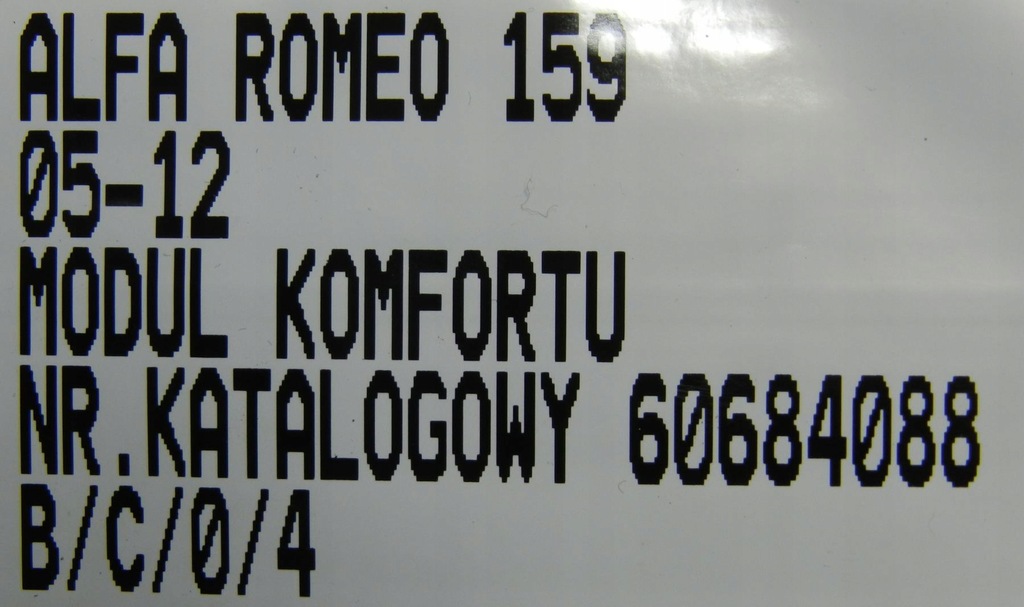 ALFA ROMEO 159
05-12
MODUL KOMFORTU
NR.KATALOGOWY 60684088
B/C/0/4